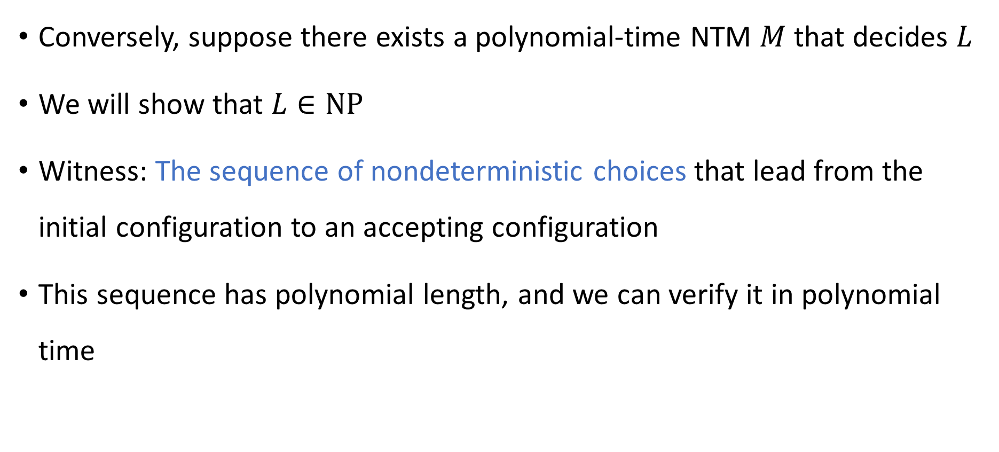 • Conversely, suppose there exists a polynomial-time NTM 𝑀 that decides 𝐿
• We will show that 𝐿 ∈ NP
• Witness: The sequence of nondeterministic choices that lead from the
initial configuration to an accepting configuration
• This sequence has polynomial length, and we can verify it in polynomial
time